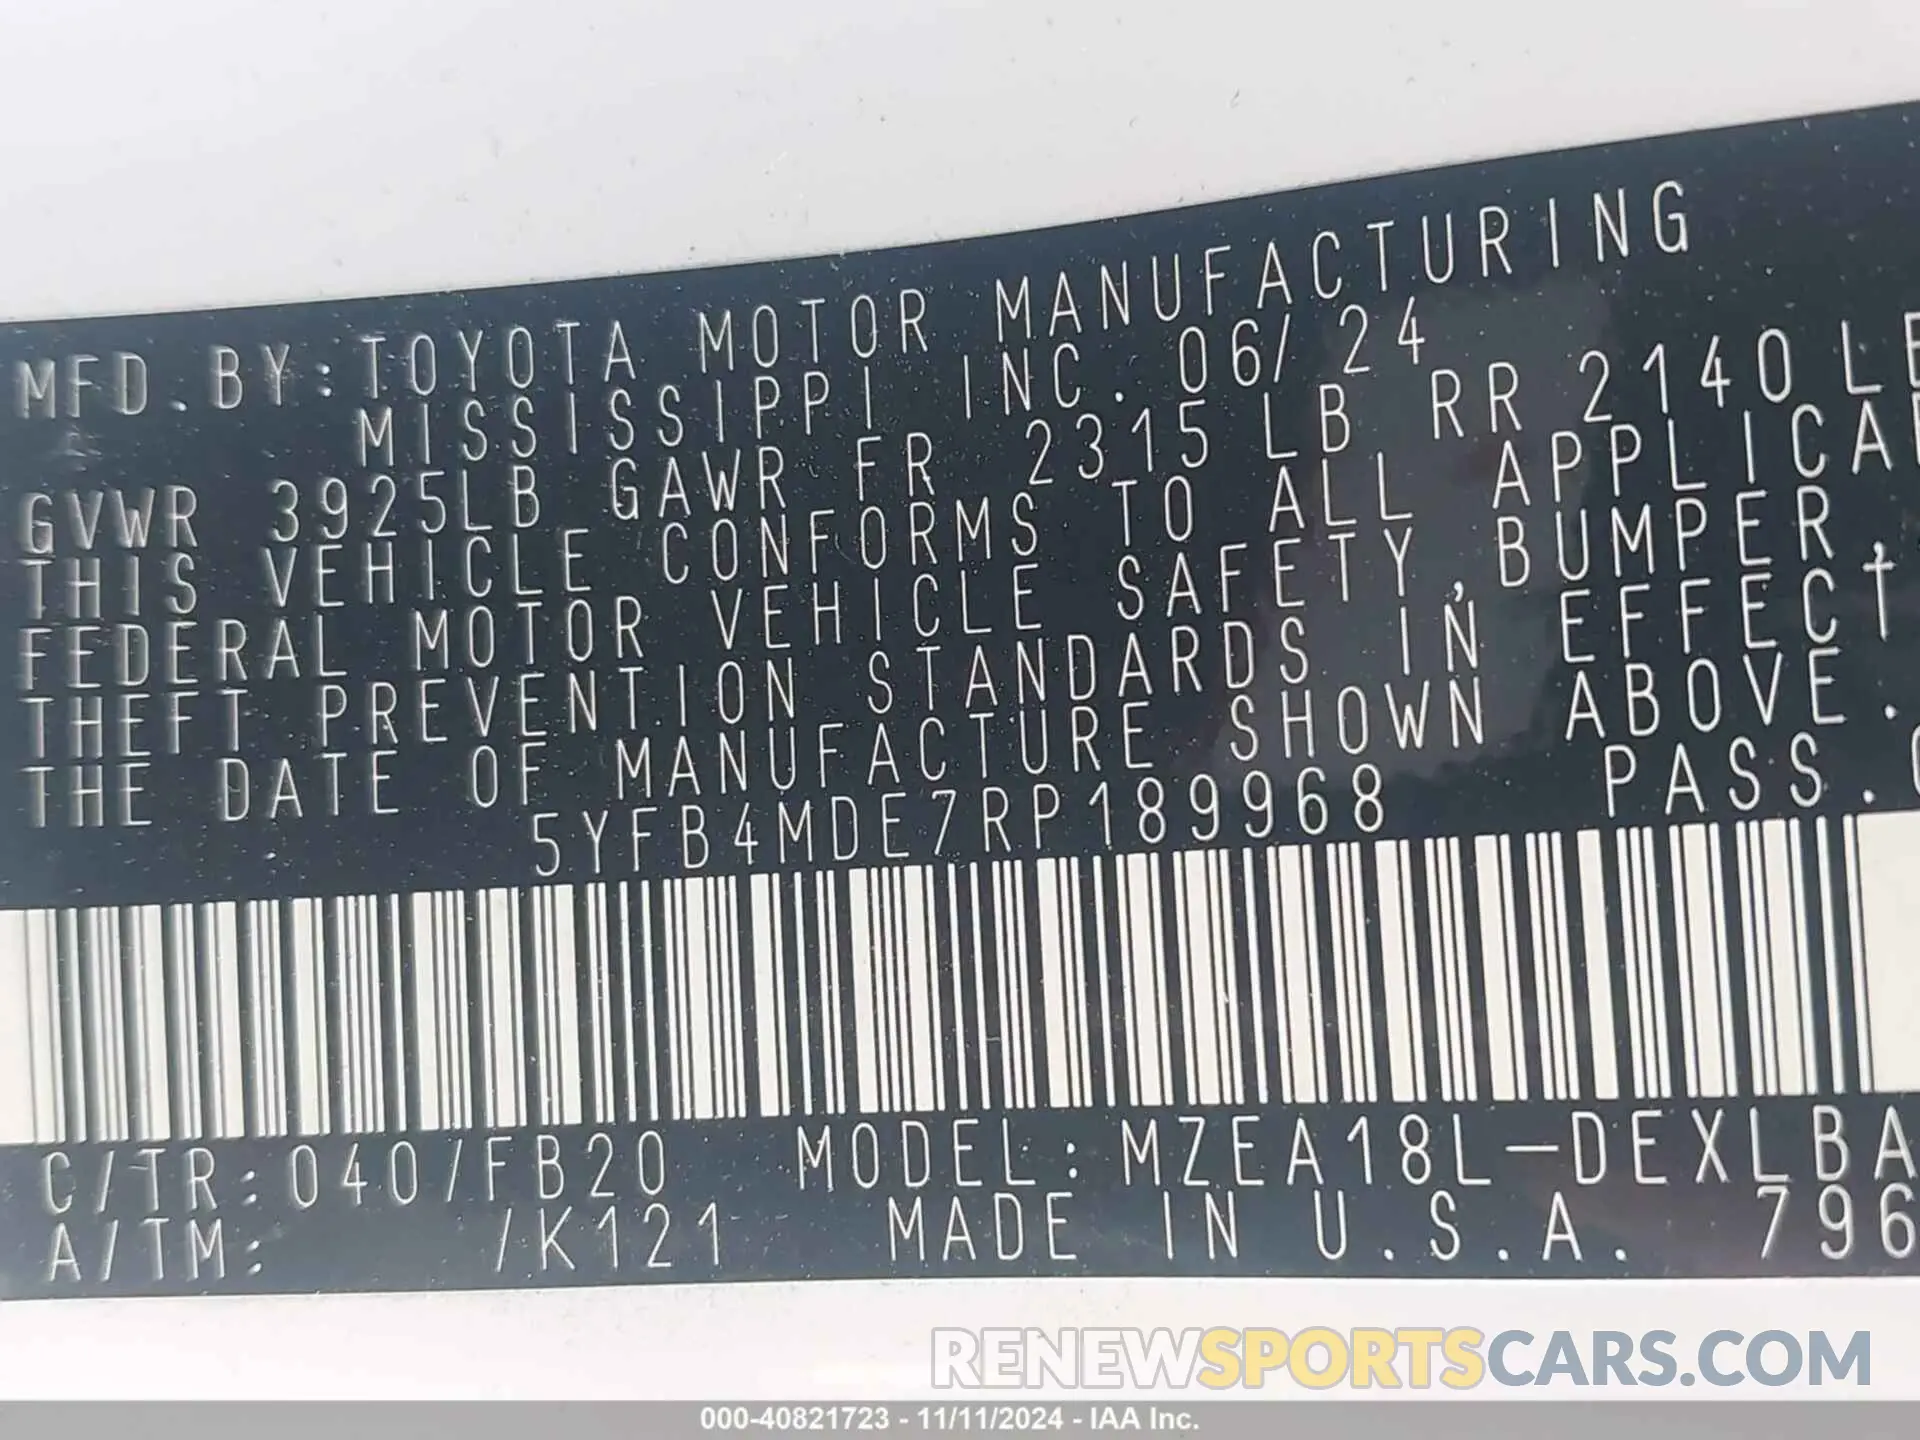 MFD.BY:TOYOTA MOTOR MANUFACTURING
MISSISSIPPI INC. 06/24
GVWR 3925LB GAWR FR 2315LB RR 2140
THIS VEHICLE CONFORMS TO ALL
FEDERAL MOTOR VEHICLE SAFETY,BUMPER,
THEFT PREVENTION STANDARDS IN EFFECT
THE DATE OF MANUFACTURE SHOWN ABOVE.
5YFB4MDE7RP189968 PASS.
C/TR:040/FB20 MODEL:MZEA18L-DEXLBA
A/TM: /K121 MADE IN U.S.A. 796
RENEWSPORTSCARS.COM
000-40821723 - 11/11/2024 - IAA Inc.